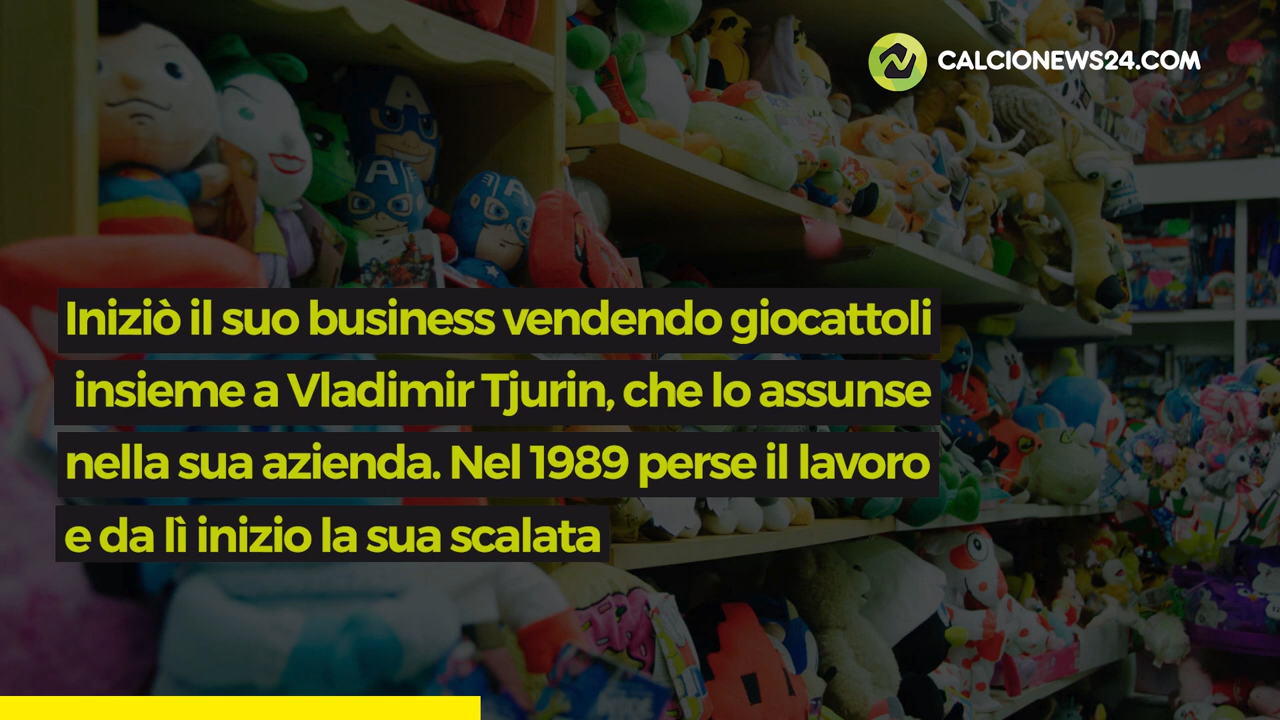 CALCIONEWS24.COM
Iniziò il suo business vendendo giocattoli
insieme a Vladimir Tjurin, che lo assunse
nella sua azienda. Nel 1989 perse il lavoro
e da lì inizio la sua scalata